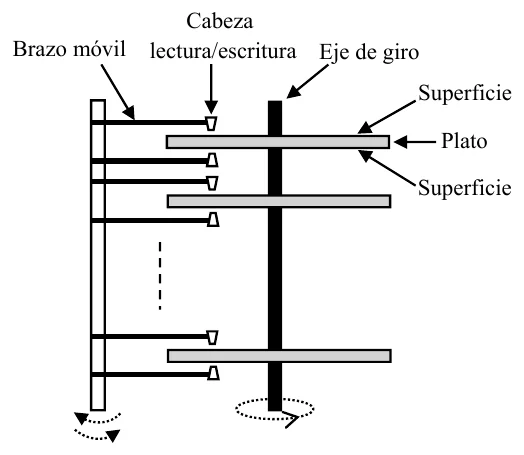 Cabeza
lectura/escritura
Brazo móvil
Eje de giro
Superficie
Plato
Superficie